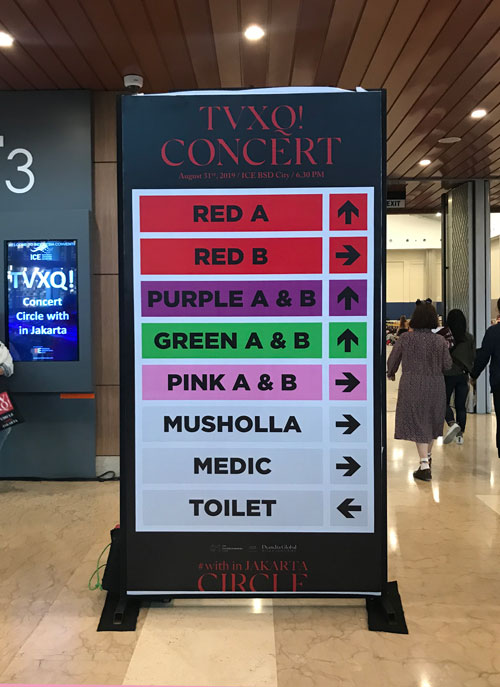 TVXQ!
CONCERT
August 31st, 2019 / ICE BSD City / 6.30 PM
RED A
RED B
PURPLE A & B
GREEN A & B
PINK A & B
MUSHOLLA
MEDIC
TOILET
#with in JAKARTA
CIRCLE
3
ICE
TVXQ!
Concert
Circle with
in Jakarta
EXIT